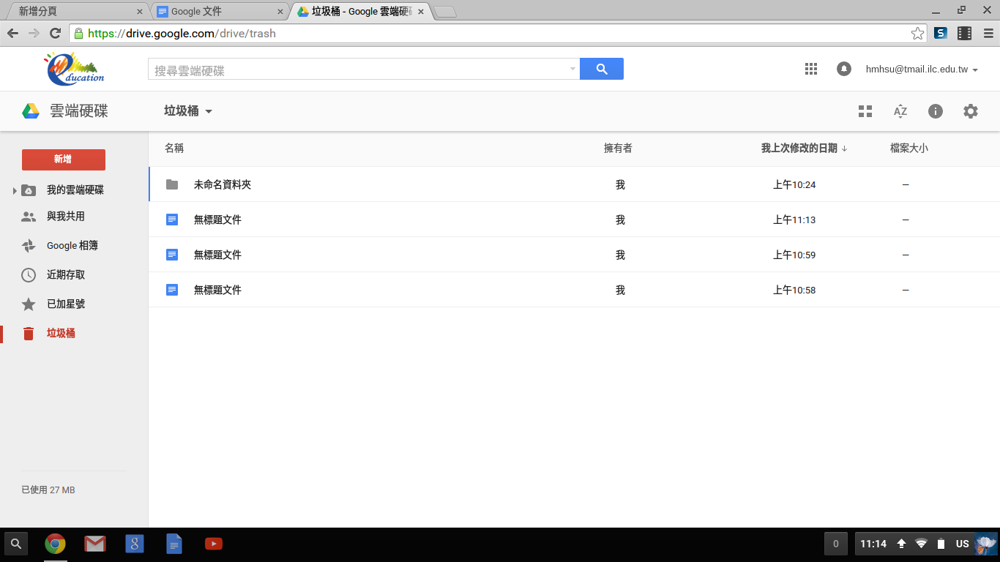 新增分頁
Google 文件
垃圾桶 - Google 雲端硬碟
https://drive.google.com/drive/trash
ducation
搜尋雲端硬碟
hmhsu@tmail.ilc.edu.tw
雲端硬碟
垃圾桶
AZ
名稱
擁有者
我上次修改的日期
檔案大小
新增
我的雲端硬碟
與我共用
Google 相簿
近期存取
已加星號
垃圾桶
未命名資料夾 我 上午10:24 –
無標題文件 我 上午11:13 –
無標題文件 我 上午10:59 –
無標題文件 我 上午10:58 –
已使用 27 MB
0
11:14
US